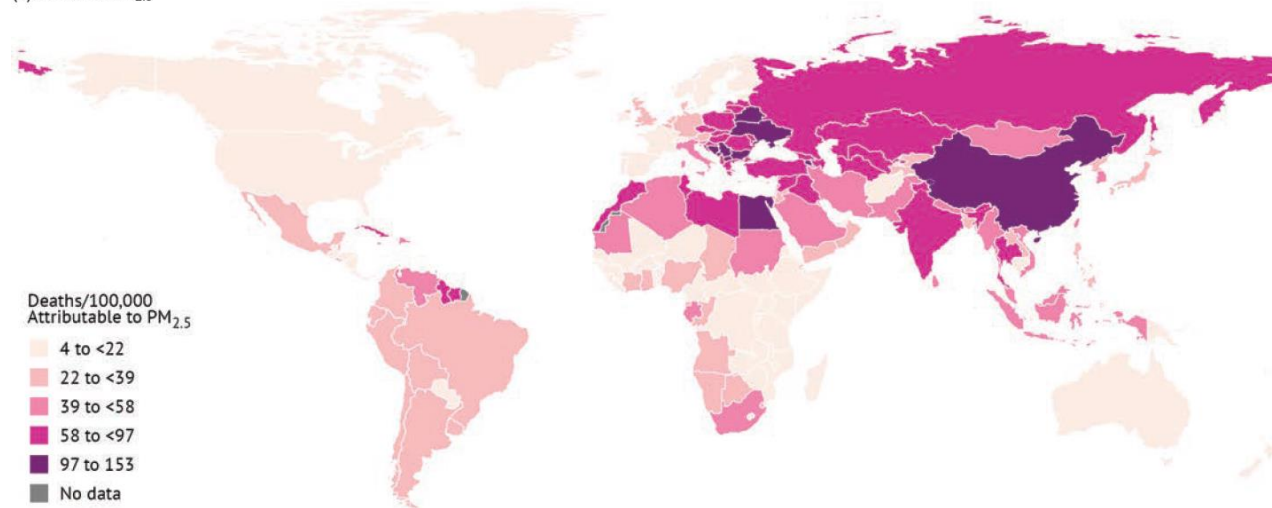 Deaths/100,000
Attributable to PM2.5
4 to <22
22 to <39
39 to <58
58 to <97
97 to 153
No data